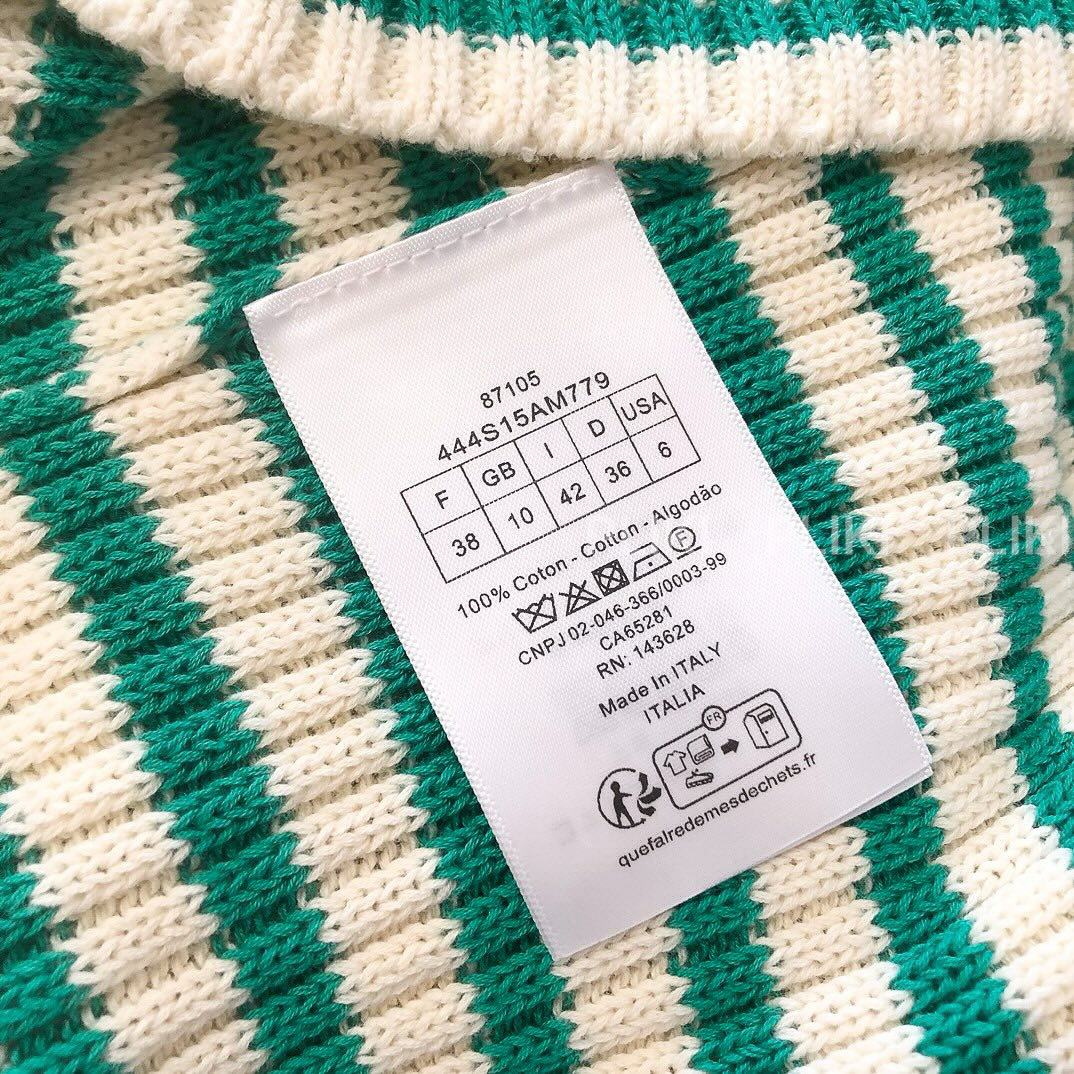 87105
444S15AM779
F GB I D USA
38 10 42 36 6
100% Coton - Cotton - Algodão
F
CNPJ 02-046-366/0003-99
CA65281
RN: 143628
Made In ITALY
ITALIA
FR
quefairedemesdechets.fr